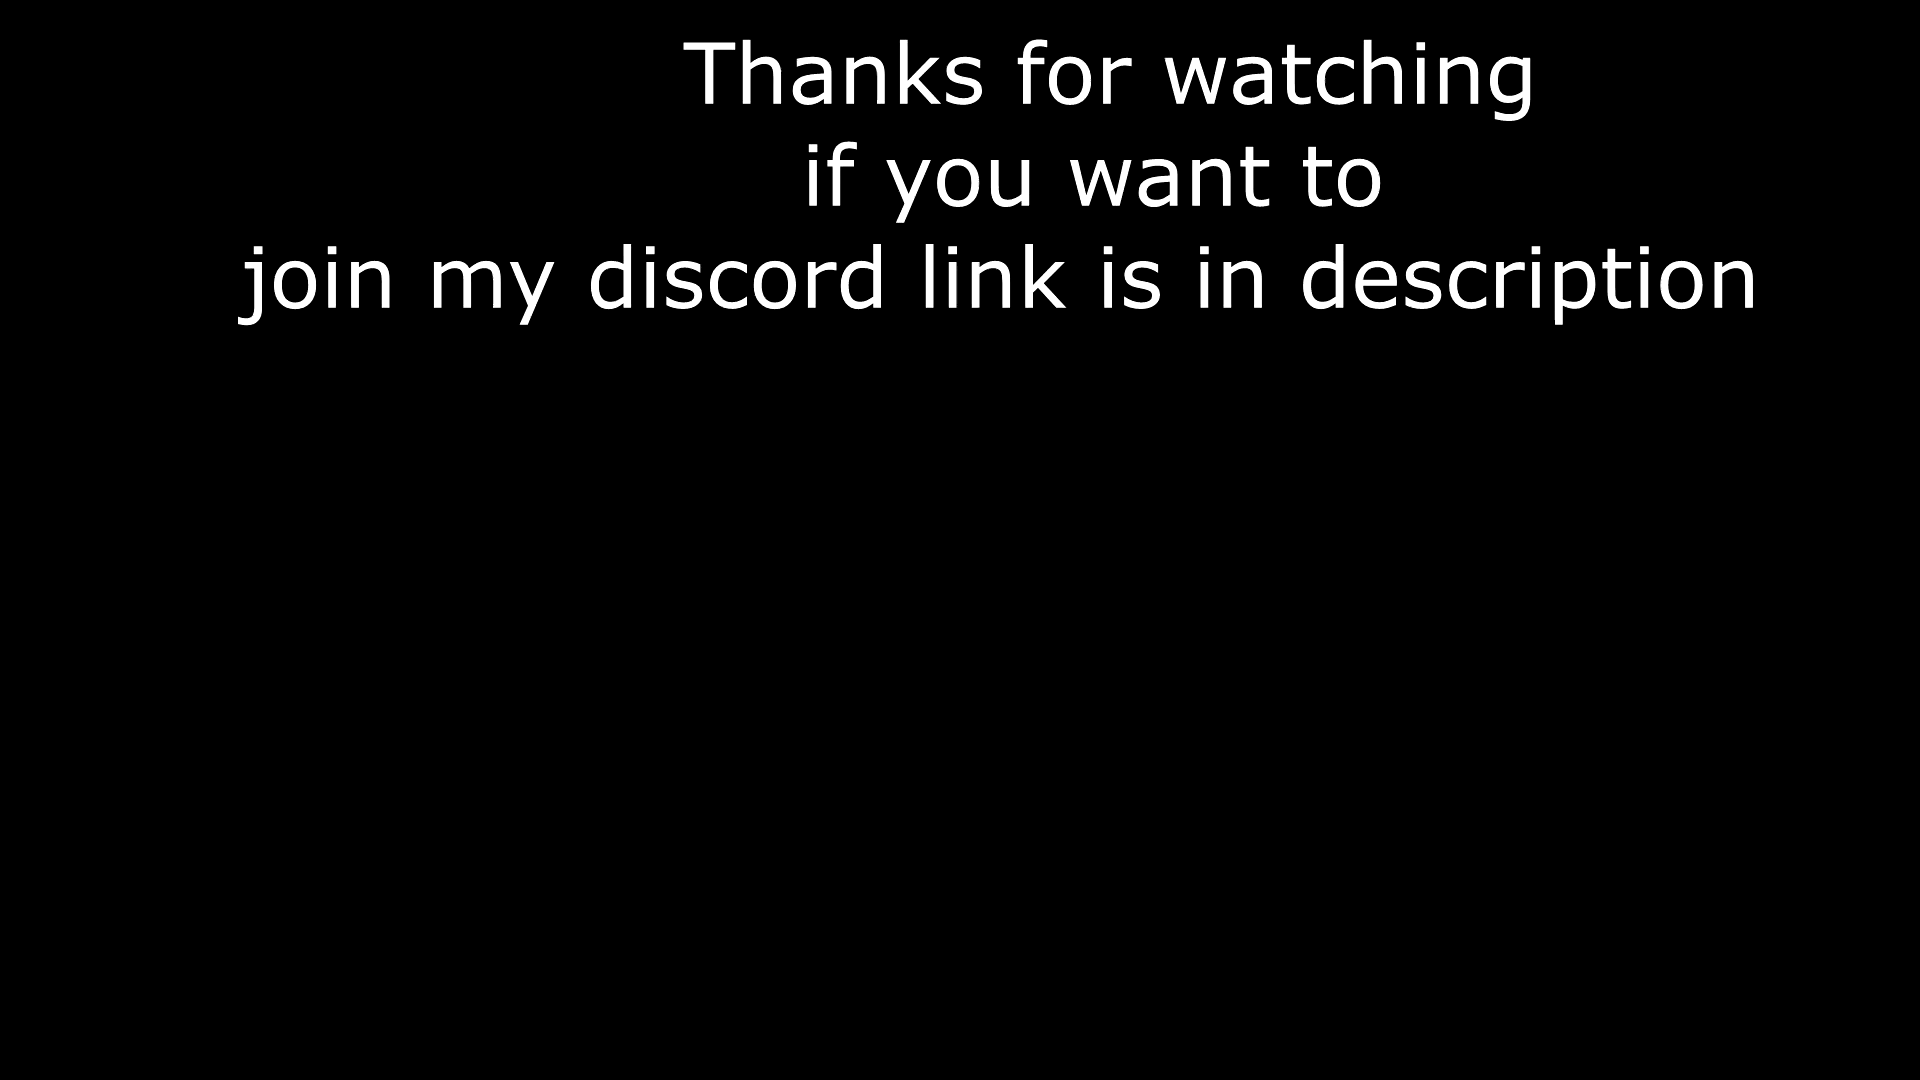 Thanks for watching
if you want to
join my discord link is in description